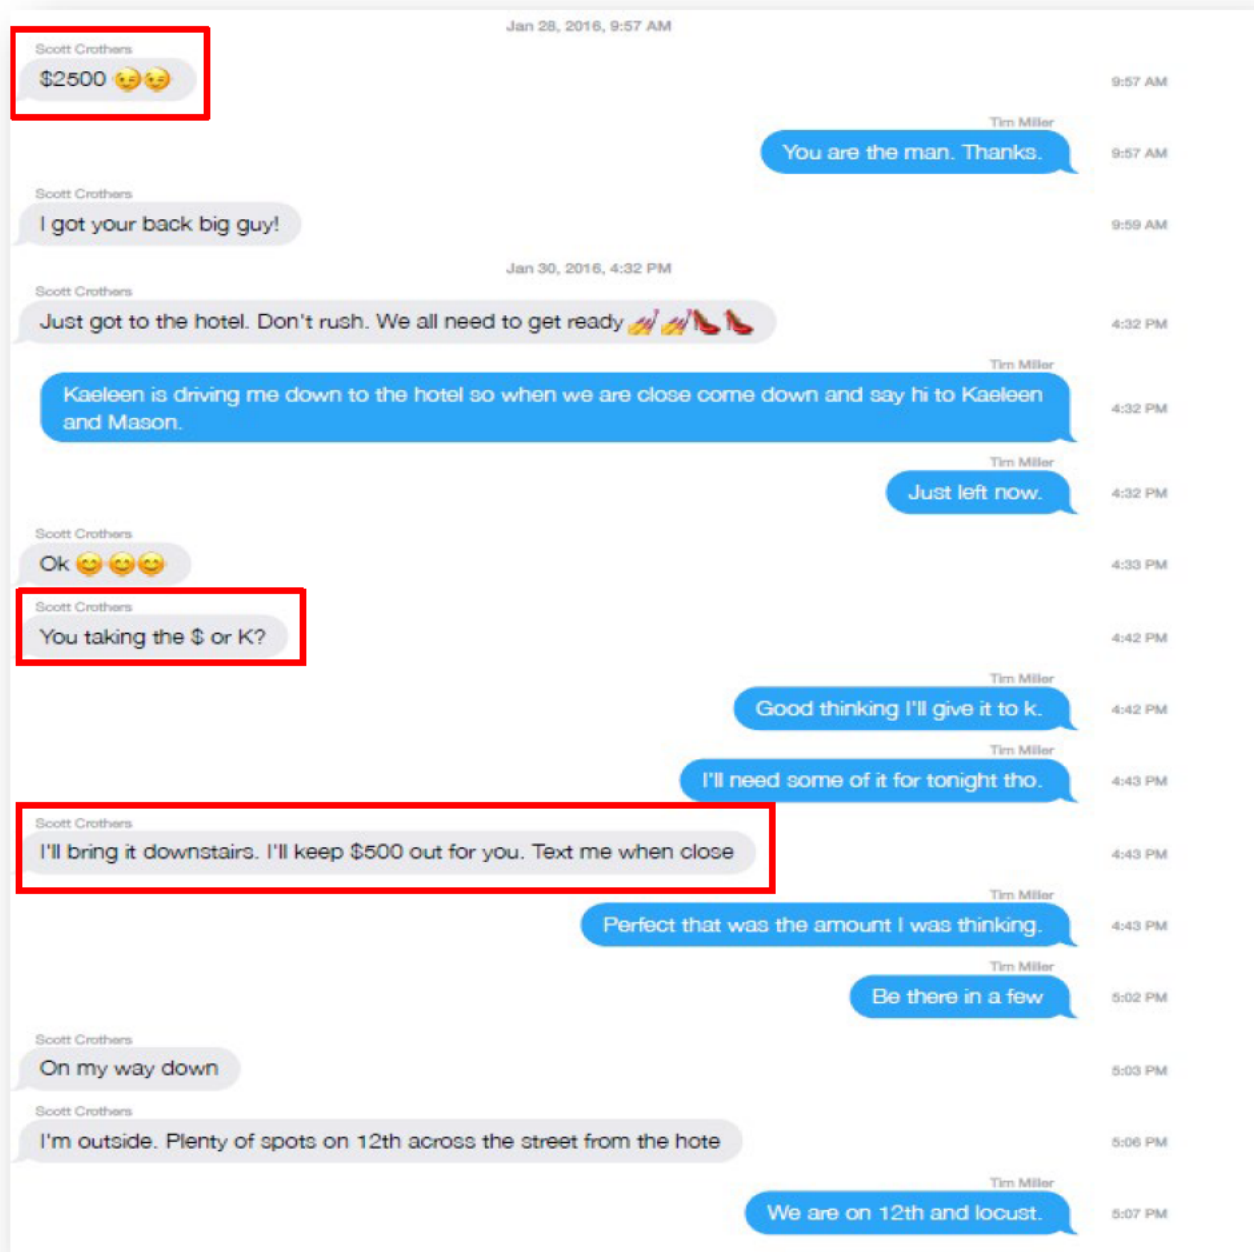 Jan 28, 2016, 9:57 AM
Scott Crothers
$2500 😉😉
9:57 AM
Tim Miller
You are the man. Thanks.
9:57 AM
Scott Crothers
I got your back big guy!
9:59 AM
Jan 30, 2016, 4:32 PM
Scott Crothers
Just got to the hotel. Don't rush. We all need to get ready 💅💅👠👠
4:32 PM
Tim Miller
Kaeleen is driving me down to the hotel so when we are close come down and say hi to Kaeleen
and Mason.
4:32 PM
Tim Miller
Just left now.
4:32 PM
Scott Crothers
Ok 😊😊😊
4:33 PM
Scott Crothers
You taking the $ or K?
4:42 PM
Tim Miller
Good thinking I'll give it to k.
4:42 PM
Tim Miller
I'll need some of it for tonight tho.
4:43 PM
Scott Crothers
I'll bring it downstairs. I'll keep $500 out for you. Text me when close
4:43 PM
Tim Miller
Perfect that was the amount I was thinking.
4:43 PM
Tim Miller
Be there in a few
5:02 PM
Scott Crothers
On my way down
5:03 PM
Scott Crothers
I'm outside. Plenty of spots on 12th across the street from the hote
5:06 PM
Tim Miller
We are on 12th and locust.
5:07 PM